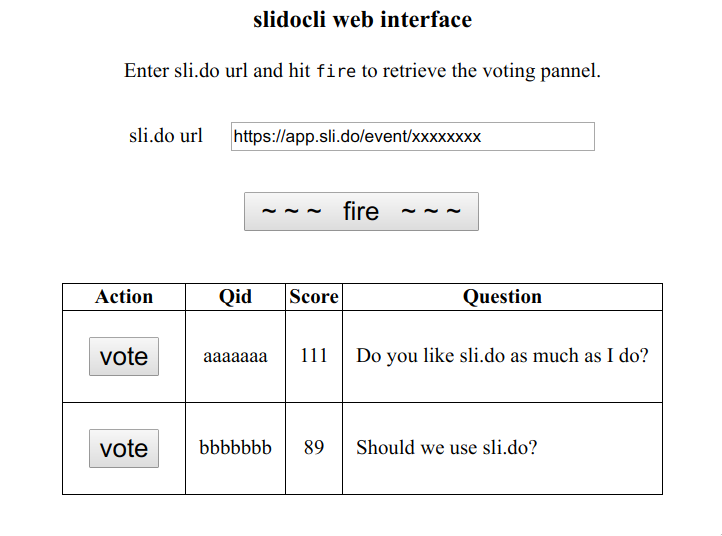 slidocli web interface
Enter sli.do url and hit fire to retrieve the voting pannel.
sli.do url https://app.sli.do/event/xxxxxxxx
~ ~ ~ fire ~ ~ ~
Action Qid Score Question
vote aaaaaaa 111 Do you like sli.do as much as I do?
vote bbbbbbb 89 Should we use sli.do?